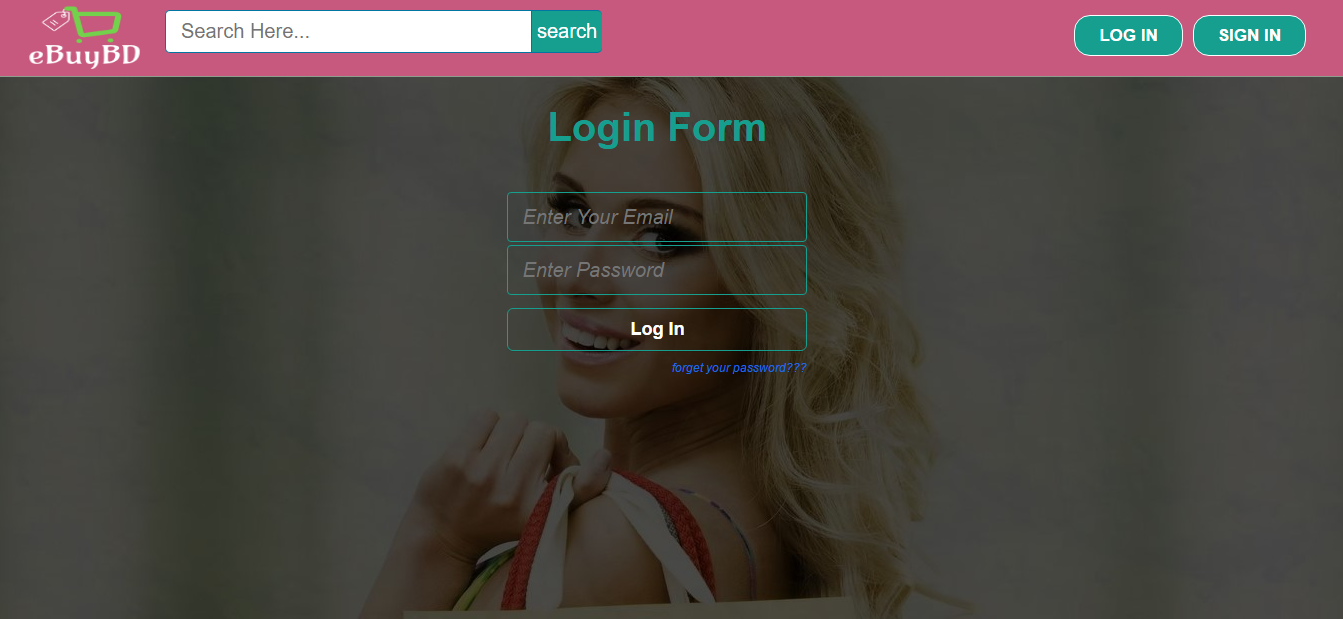 eBuyBD
Search Here...
search
LOG IN
SIGN IN
Login Form
Enter Your Email
Enter Password
Log In
forget your password???